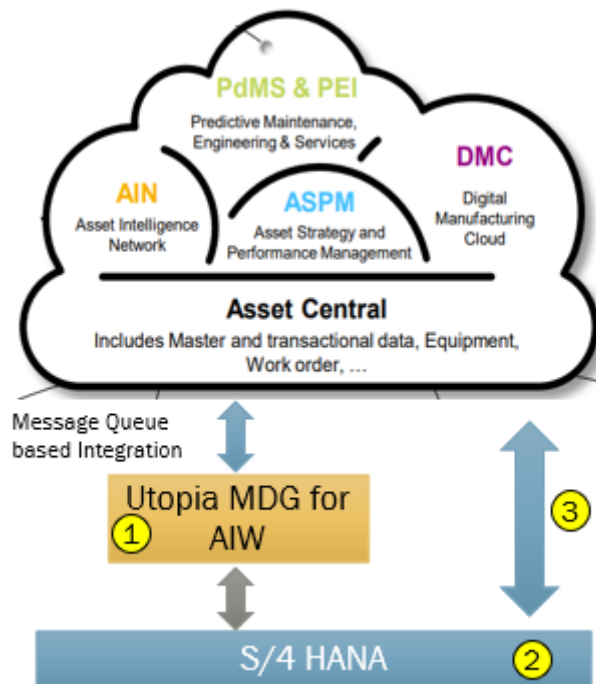 PdMS & PEI
Predictive Maintenance,
Engineering & Services
DMC
Digital
Manufacturing
Cloud
AIN
Asset Intelligence
Network
ASPM
Asset Strategy and
Performance Management
Asset Central
Includes Master and transactional data, Equipment,
Work order, ...
Message Queue
based Integration
Utopia MDG for
AIW
1
3
S/4 HANA
2